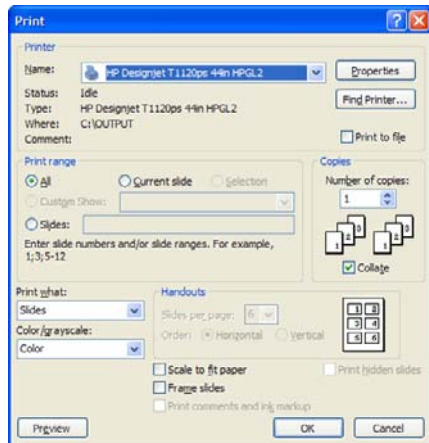 Print
Printer
Name: HP Designjet T1120ps 44in HPGL2
Properties
Status: Idle
Type: HP Designjet T1120ps 44in HPGL2
Find Printer...
Where: C:\OUTPUT
Comment:
Print to file
Print range
All Current slide Selection
Custom Show:
Slides:
Enter slide numbers and/or slide ranges. For example,
1;3;5-12
Copies
Number of copies:
1
Collate
Print what:
Slides
Color/grayscale:
Color
Handouts
Slides per page: 6
Order: Horizontal Vertical
1 2
3 4
5 6
Scale to fit paper
Print hidden slides
Frame slides
Print comments and ink markup
Preview OK Cancel